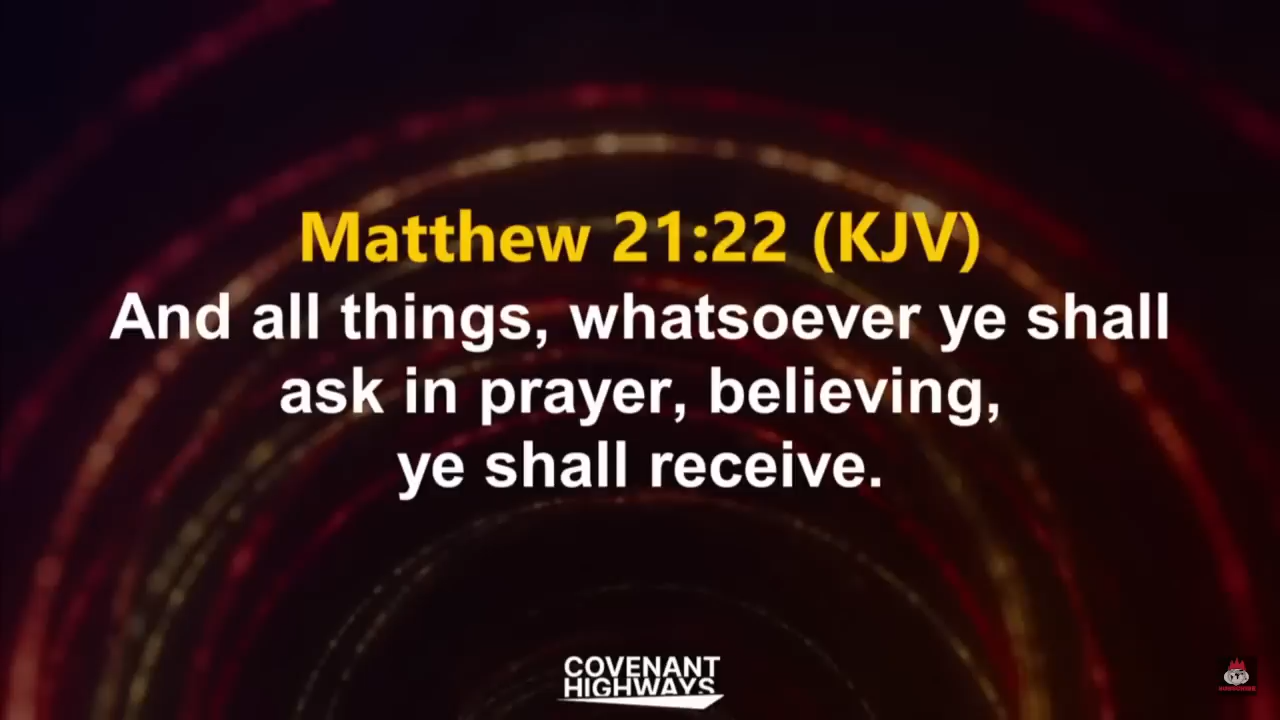 Matthew 21:22 (KJV)
And all things, whatsoever ye shall
ask in prayer, believing,
ye shall receive.
COVENANT
HIGHWAYS